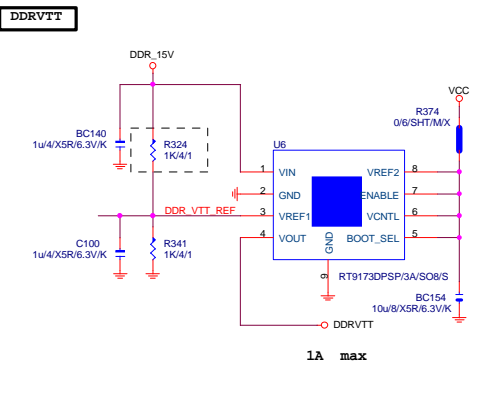 DDRVTT
DDR_15V
VCC
R374
0/6/SHT/M/X
BC140
1u/4/X5R/6.3V/K
R324
1K/4/1
U6
1
VIN
VREF2
8
2
GND
ENABLE
7
DDR_VTT_REF
3
VREF1
VCNTL
6
4
VOUT
BOOT_SEL
5
GND
9
C100
1u/4/X5R/6.3V/K
R341
1K/4/1
RT9173DPSP/3A/SO8/S
BC154
10u/8/X5R/6.3V/K
DDRVTT
1A max